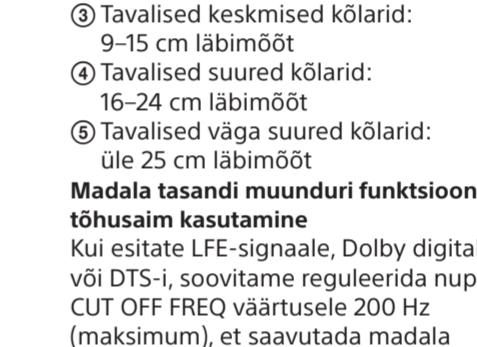 ③ Tavalised keskmised kõlarid:
9–15 cm läbimõõt
④ Tavalised suured kõlarid:
16–24 cm läbimõõt
⑤ Tavalised väga suured kõlarid:
üle 25 cm läbimõõt
Madala tasandi muunduri funktsioon
tõhusaim kasutamine
Kui esitate LFE-signaale, Dolby digita
või DTS-i, soovitame reguleerida nup
CUT OFF FREQ väärtusele 200 Hz
(maksimum), et saavutada madala